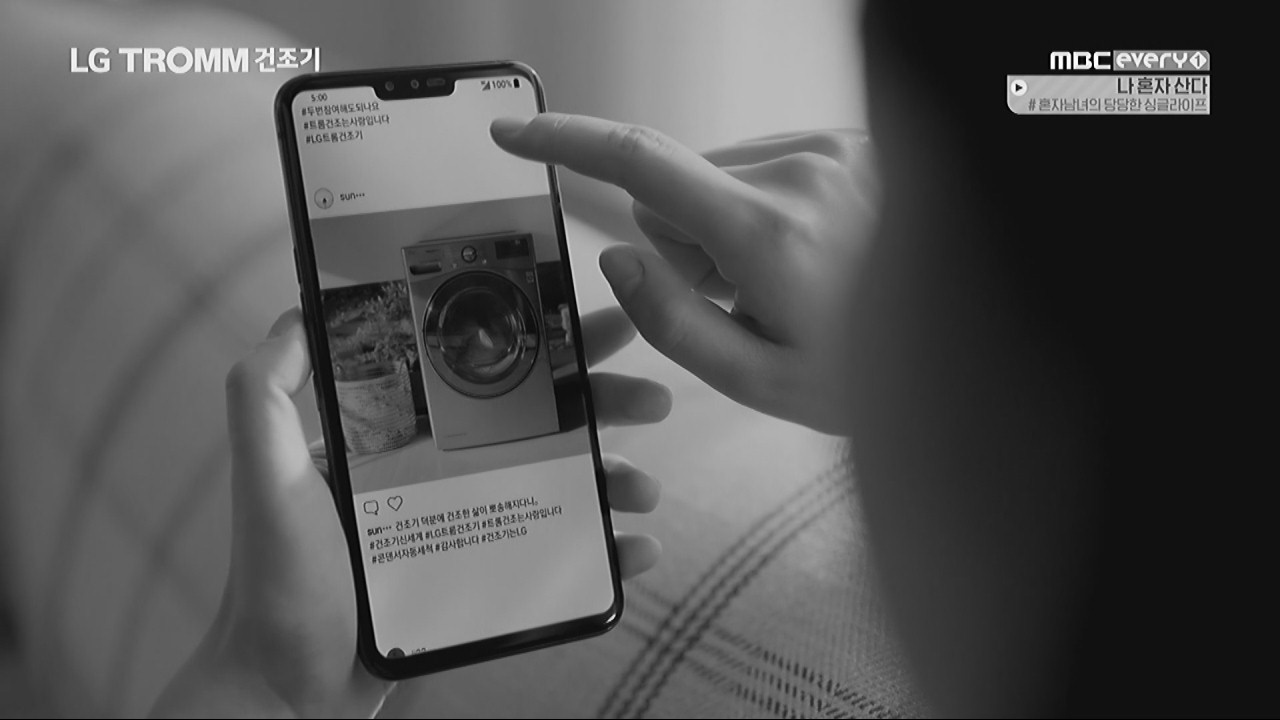 LG TROMM 건조기
MBC every1
나 혼자 산다
# 혼자남녀의 당당한 싱글라이프
5:00
100%
#두번참여해도되나요
#트롬건조는사랑입니다
#LG트롬건조기
sun···
sun··· 건조기 덕분에 건조한 삶이 뽀송해지다니。
#건조기신세계 #LG트롬건조기 #트롬건조는사랑입니다
#콘덴서자동세척 #감사합니다 #건조기는LG